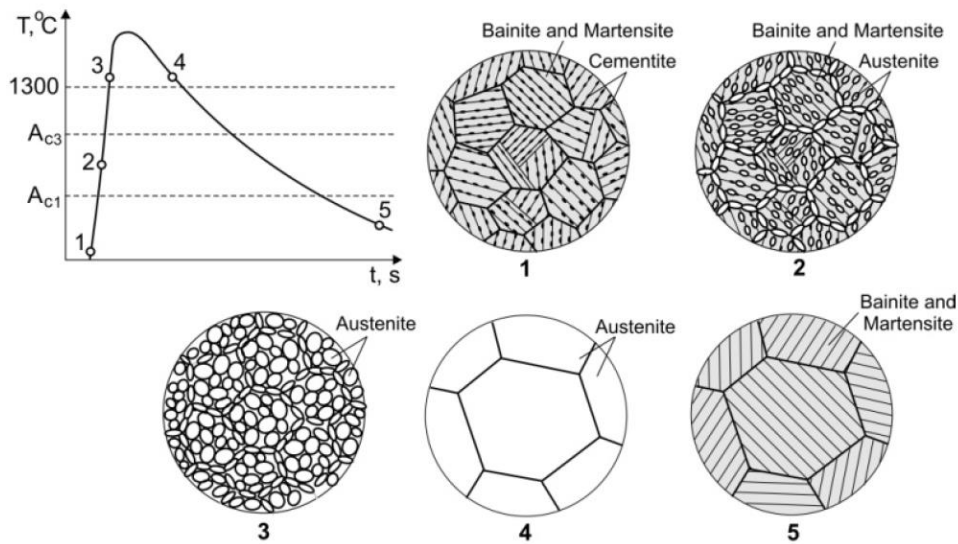 T,°C
1300
Ac3
Ac1
1
2
3
4
5
t, s
Bainite and Martensite
Cementite
1
Bainite and Martensite
Austenite
2
Austenite
3
Austenite
4
Bainite and
Martensite
5